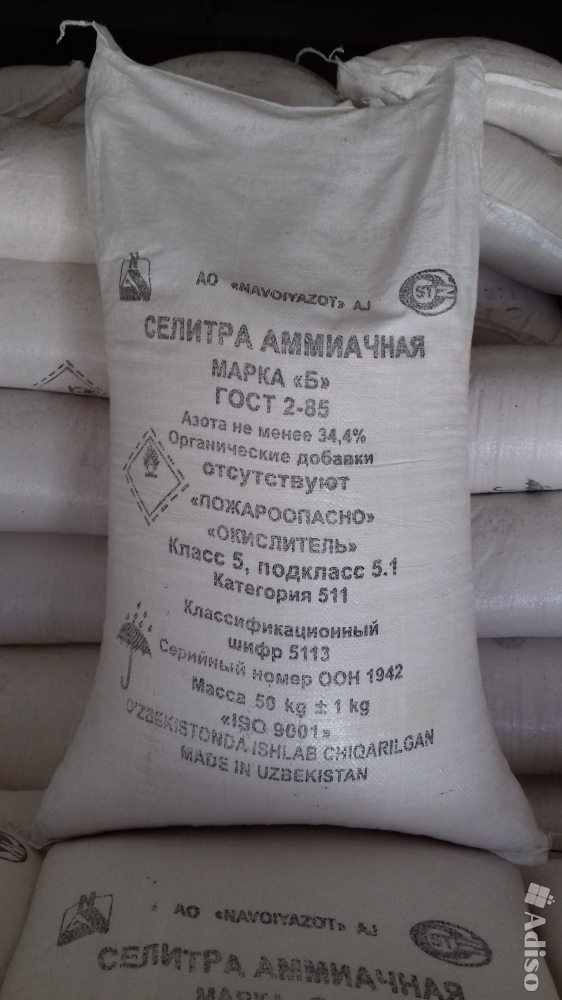 АО «NAVOIYAZOT» AJ
СЕЛИТРА АММИАЧНАЯ
МАРКА «Б»
ГОСТ 2-85
Азота не менее 34,4%
Органические добавки
отсутствуют
«ПОЖАРООПАСНО»
«ОКИСЛИТЕЛЬ»
Класс 5, подкласс 5.1
Категория 511
Классификационный
шифр 5113
Серийный номер ООН 1942
Масса 50 kg ± 1 kg
«ISO 9001»
O'ZBEKISTONDA ISHLAB CHIQARILGAN
MADE IN UZBEKISTAN
АО «NAVOIYAZOT» AJ
СЕЛИТРА АММИАЧНАЯ
МАРКА
Adiso